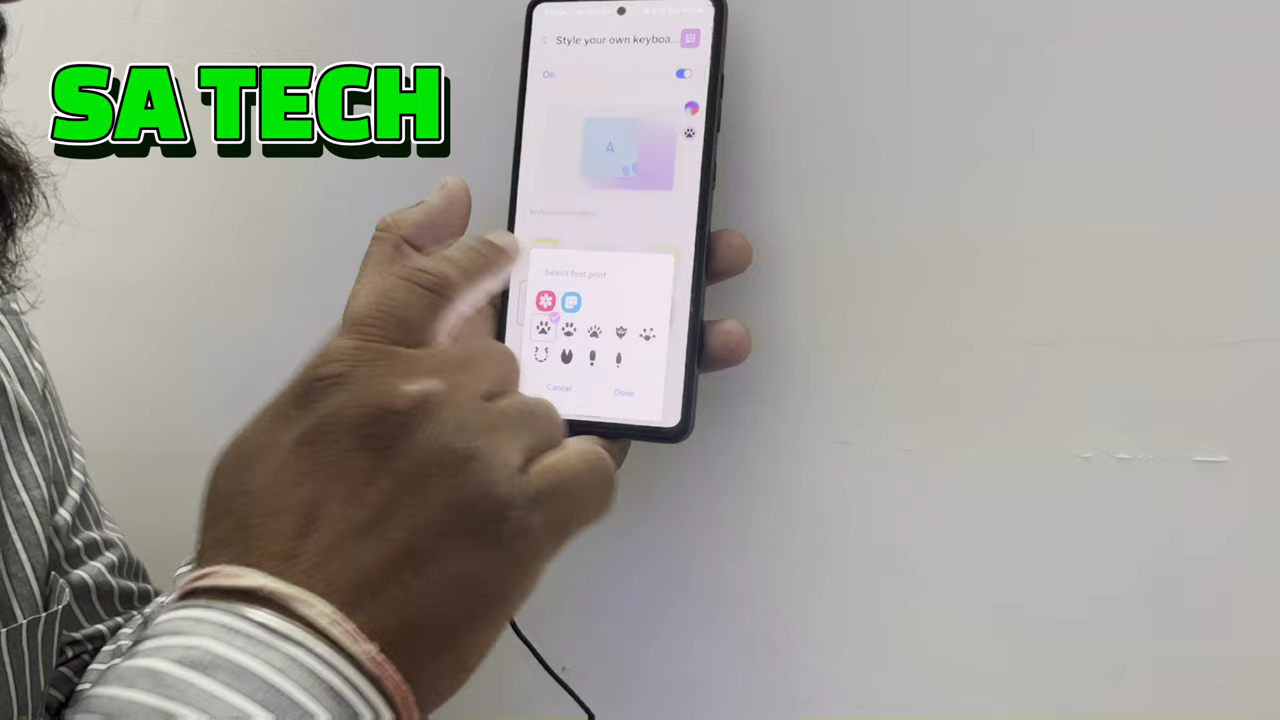 SA TECH
Style your own keyboa...
On
A
Select foot print
Cancel
Done